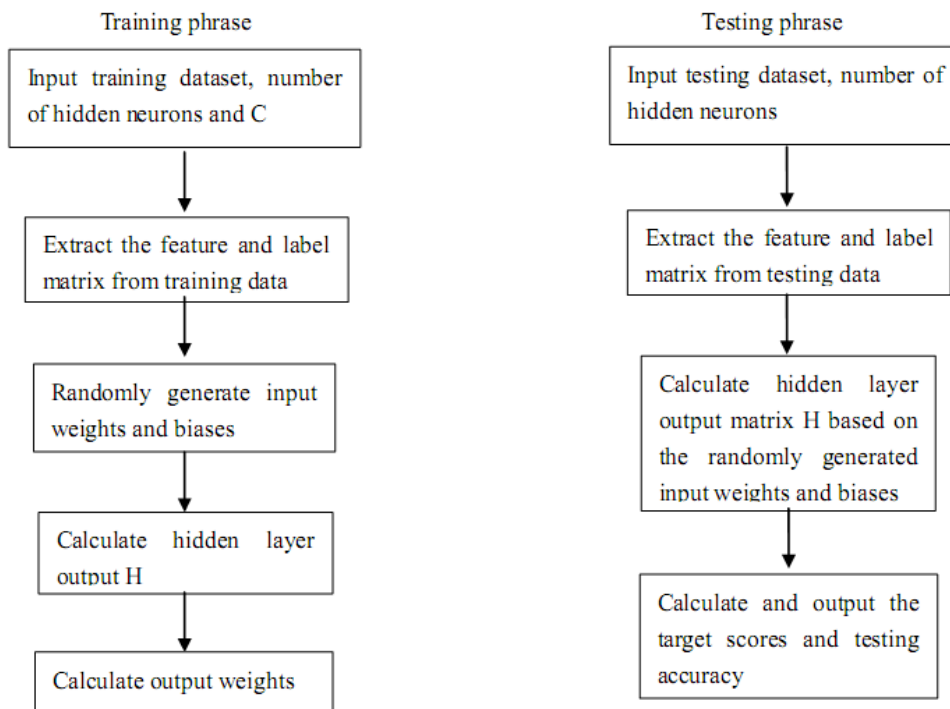 Training phrase
Input training dataset, number
of hidden neurons and C
Extract the feature and label
matrix from training data
Randomly generate input
weights and biases
Calculate hidden layer
output H
Calculate output weights
Testing phrase
Input testing dataset, number of
hidden neurons
Extract the feature and label
matrix from testing data
Calculate hidden layer
output matrix H based on
the randomly generated
input weights and biases
Calculate and output the
target scores and testing
accuracy